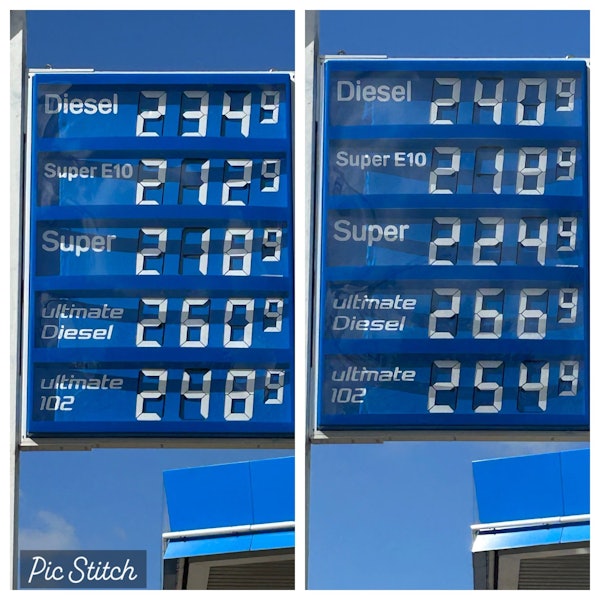 Diesel 234 9
Super E10 212 9
Super 218 9
ultimate
Diesel 260 9
ultimate
102 248 9
Diesel 240 9
Super E10 218 9
Super 224 9
ultimate
Diesel 266 9
ultimate
102 254 9
Pic Stitch